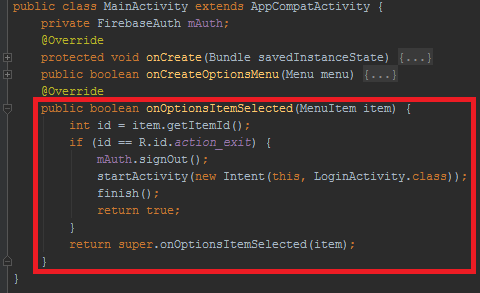 public class MainActivity extends AppCompatActivity {
    private FirebaseAuth mAuth;
    @Override
    protected void onCreate(Bundle savedInstanceState) {...}
    public boolean onCreateOptionsMenu(Menu menu) {...}
    @Override
    public boolean onOptionsItemSelected(MenuItem item) {
        int id = item.getItemId();
        if (id == R.id.action_exit) {
            mAuth.signOut();
            startActivity(new Intent(this, LoginActivity.class));
            finish();
            return true;
        }
        return super.onOptionsItemSelected(item);
    }
}